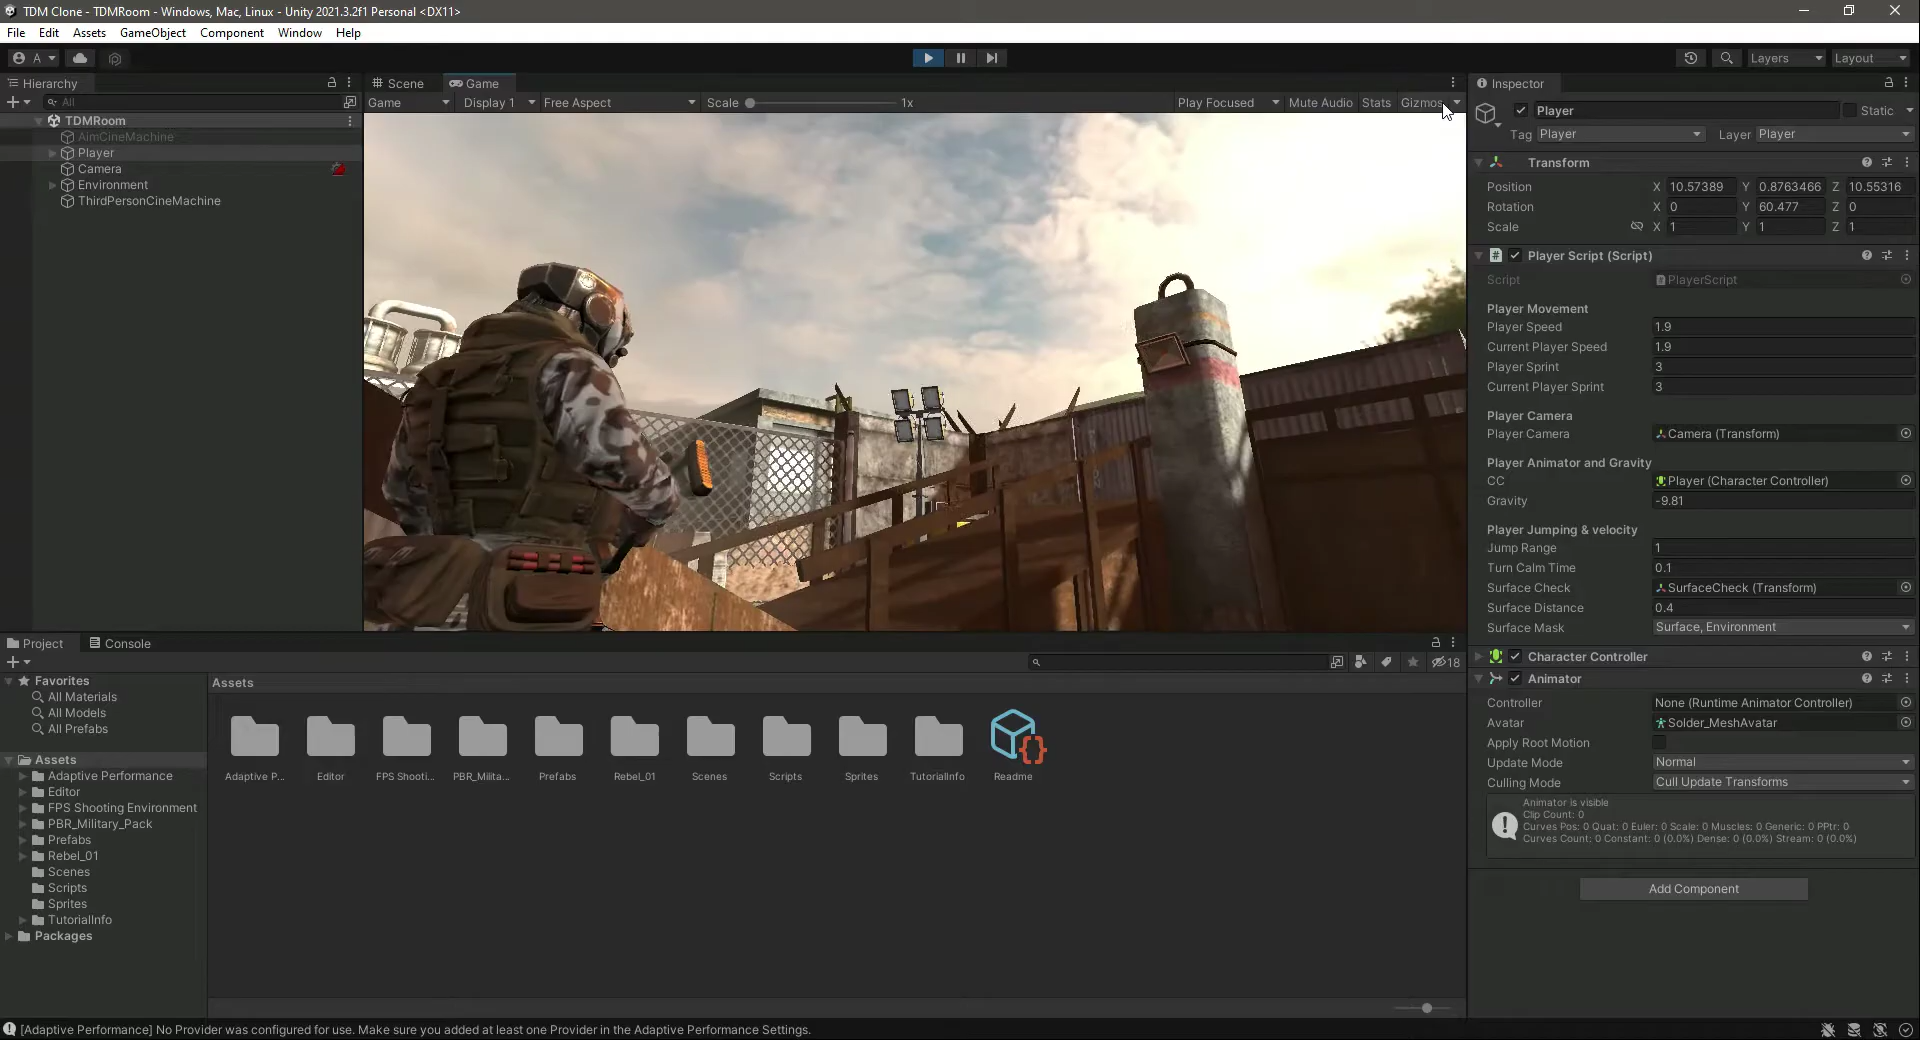 TDM Clone - TDMRoom - Windows, Mac, Linux - Unity 2021.3.2f1 Personal <DX11>
File Edit Assets GameObject Component Window Help
A Layers Layout
Hierarchy
All
TDMRoom
AimCineMachine
Player
Camera
Environment
ThirdPersonCineMachine
Scene Game
Game Display 1 Free Aspect Scale 1x Play Focused Mute Audio Stats Gizmos
Inspector
Player Static
Tag Player Layer Player
Transform
Position X 10.57389 Y 0.8763466 Z 10.55316
Rotation X 0 Y 60.477 Z 0
Scale X 1 Y 1 Z 1
# Player Script (Script)
Script PlayerScript
Player Movement
Player Speed 1.9
Current Player Speed 1.9
Player Sprint 3
Current Player Sprint 3
Player Camera
Player Camera Camera (Transform)
Player Animator and Gravity
CC Player (Character Controller)
Gravity -9.81
Player Jumping & velocity
Jump Range 1
Turn Calm Time 0.1
Surface Check SurfaceCheck (Transform)
Surface Distance 0.4
Surface Mask Surface, Environment
Character Controller
Animator
Controller None (Runtime Animator Controller)
Avatar Solder_MeshAvatar
Apply Root Motion
Update Mode Normal
Culling Mode Cull Update Transforms
Animator is visible
Clip Count: 0
Curves Pos: 0 Quat: 0 Euler: 0 Scale: 0 Muscles: 0 Generic: 0 PPtr: 0
Curves Count: 0 Constant: 0 (0.0%) Dense: 0 (0.0%) Stream: 0 (0.0%)
Add Component
Project Console
18
Favorites
All Materials
All Models
All Prefabs
Assets
Adaptive Performance
Editor
FPS Shooting Environment
PBR_Military_Pack
Prefabs
Rebel_01
Scenes
Scripts
Sprites
TutorialInfo
Packages
Assets
Adaptive P... Editor FPS Shooti... PBR_Milita... Prefabs Rebel_01 Scenes Scripts Sprites TutorialInfo Readme
[Adaptive Performance] No Provider was configured for use. Make sure you added at least one Provider in the Adaptive Performance Settings.